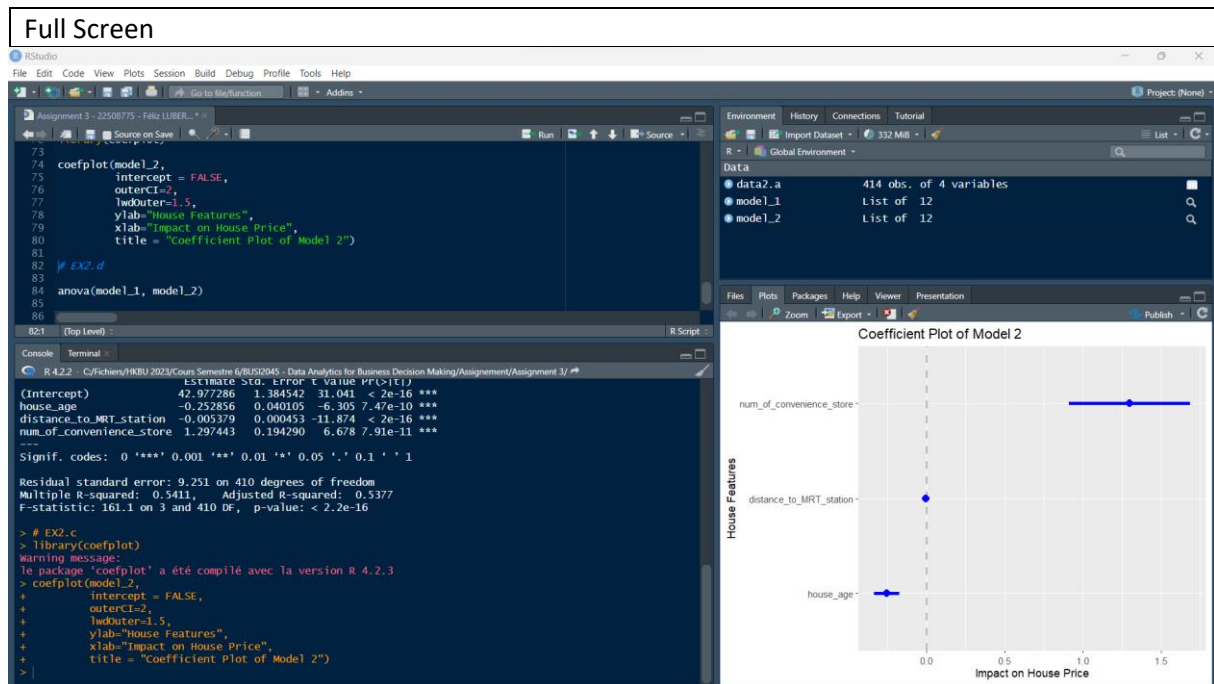 Full Screen
RStudio
File Edit Code View Plots Session Build Debug Profile Tools Help
Go to file/function Addins
Project: (None)
Assignment 3 - 22508775 - Féliz LUBER...*
Source on Save
Run
Source
73
74 coefplot(model_2,
75 intercept = FALSE,
76 outerCI=2,
77 lwdOuter=1.5,
78 ylab="House Features",
79 xlab="Impact on House Price",
80 title = "Coefficient Plot of Model 2")
81
82 # EX2.d
83
84 anova(model_1, model_2)
85
86
82:1 (Top Level)
R Script
Console Terminal
R 4.2.2 · C:/Fichiers/HKBU 2023/Cours Semestre 6/BUSI2045 - Data Analytics for Business Decision Making/Assignement/Assignment 3/
Estimate Std. Error t value Pr(>|t|)
(Intercept) 42.977286 1.384542 31.041 < 2e-16 ***
house_age -0.252856 0.040105 -6.305 7.47e-10 ***
distance_to_MRT_station -0.005379 0.000453 -11.874 < 2e-16 ***
num_of_convenience_store 1.297443 0.194290 6.678 7.91e-11 ***
---
Signif. codes: 0 '***' 0.001 '**' 0.01 '*' 0.05 '.' 0.1 ' ' 1
Residual standard error: 9.251 on 410 degrees of freedom
Multiple R-squared: 0.5411, Adjusted R-squared: 0.5377
F-statistic: 161.1 on 3 and 410 DF, p-value: < 2.2e-16
> # EX2.c
> library(coefplot)
Warning message:
le package 'coefplot' a été compilé avec la version R 4.2.3
> coefplot(model_2,
+ intercept = FALSE,
+ outerCI=2,
+ lwdOuter=1.5,
+ ylab="House Features",
+ xlab="Impact on House Price",
+ title = "Coefficient Plot of Model 2")
>
Environment History Connections Tutorial
Import Dataset 332 MiB
List
R Global Environment
Data
data2.a 414 obs. of 4 variables
model_1 List of 12
model_2 List of 12
Files Plots Packages Help Viewer Presentation
Zoom Export
Publish
Coefficient Plot of Model 2
num_of_convenience_store
distance_to_MRT_station
house_age
House Features
0.0 0.5 1.0 1.5
Impact on House Price